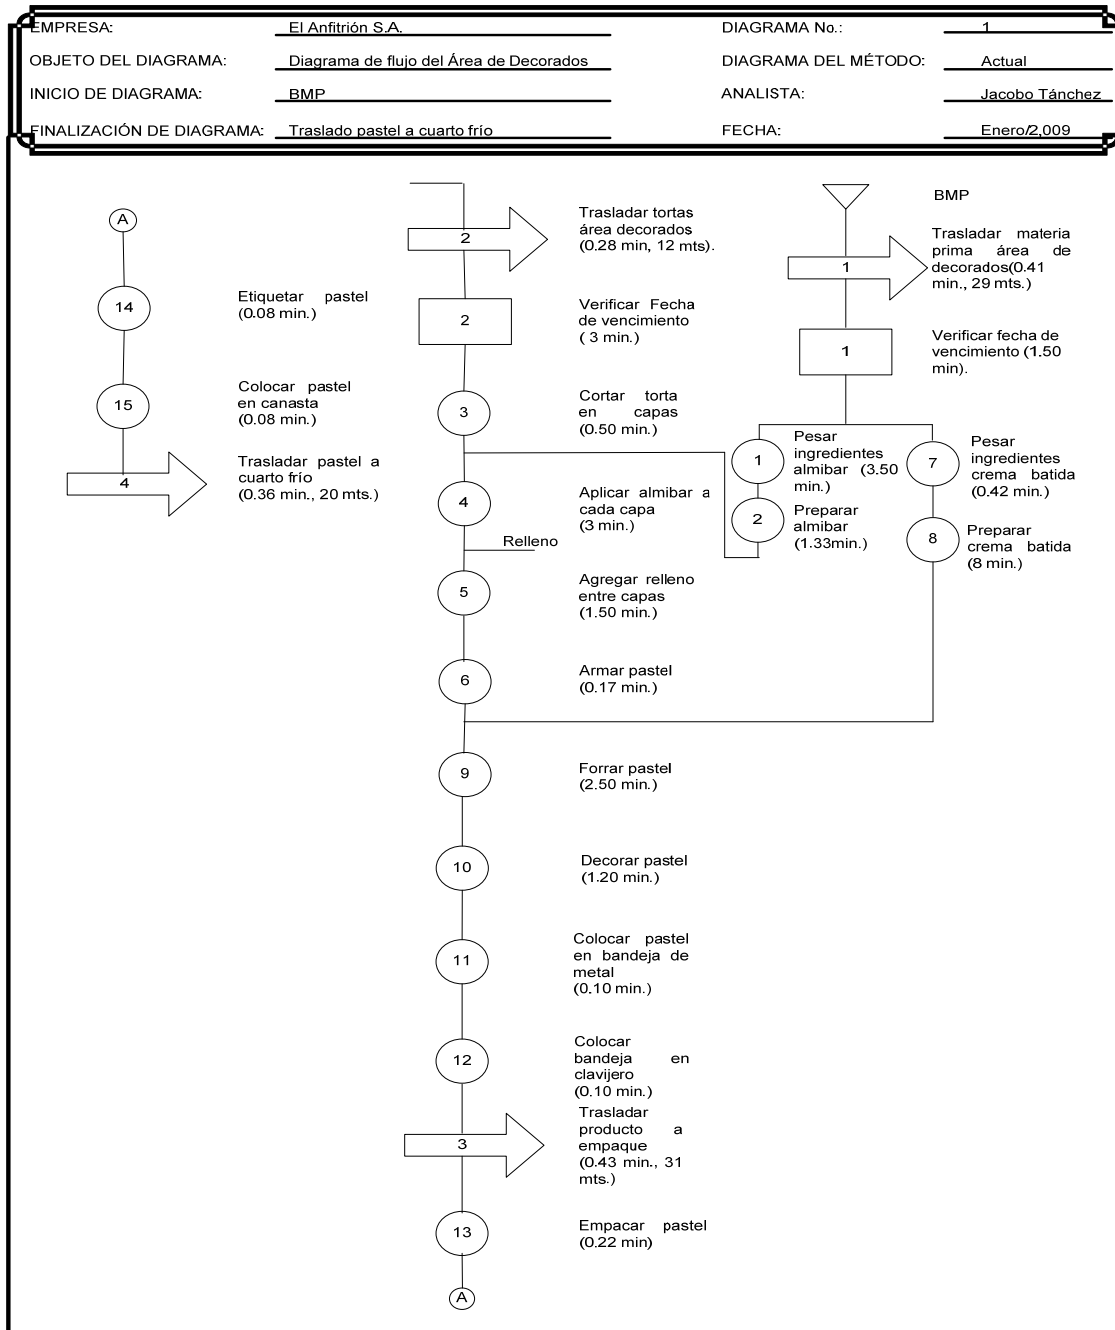 EMPRESA: El Anfitrión S.A.
DIAGRAMA No.: 1
OBJETO DEL DIAGRAMA: Diagrama de flujo del Área de Decorados
DIAGRAMA DEL MÉTODO: Actual
INICIO DE DIAGRAMA: BMP
ANALISTA: Jacobo Tánchez
FINALIZACIÓN DE DIAGRAMA: Traslado pastel a cuarto frío
FECHA: Enero/2,009
A
14
Etiquetar pastel
(0.08 min.)
15
Colocar pastel
en canasta
(0.08 min.)
4
Trasladar pastel a
cuarto frío
(0.36 min., 20 mts.)
2
Trasladar tortas
área decorados
(0.28 min, 12 mts).
2
Verificar Fecha
de vencimiento
( 3 min.)
3
Cortar torta
en capas
(0.50 min.)
4
Aplicar almibar a
cada capa
(3 min.)
Relleno
5
Agregar relleno
entre capas
(1.50 min.)
6
Armar pastel
(0.17 min.)
9
Forrar pastel
(2.50 min.)
10
Decorar pastel
(1.20 min.)
11
Colocar pastel
en bandeja de
metal
(0.10 min.)
12
Colocar
bandeja en
clavijero
(0.10 min.)
3
Trasladar
producto a
empaque
(0.43 min., 31
mts.)
13
Empacar pastel
(0.22 min)
A
BMP
1
Trasladar materia
prima área de
decorados(0.41
min., 29 mts.)
1
Verificar fecha de
vencimiento (1.50
min).
1
Pesar
ingredientes
almibar (3.50
min.)
2
Preparar
almibar
(1.33min.)
7
Pesar
ingredientes
crema batida
(0.42 min.)
8
Preparar
crema batida
(8 min.)